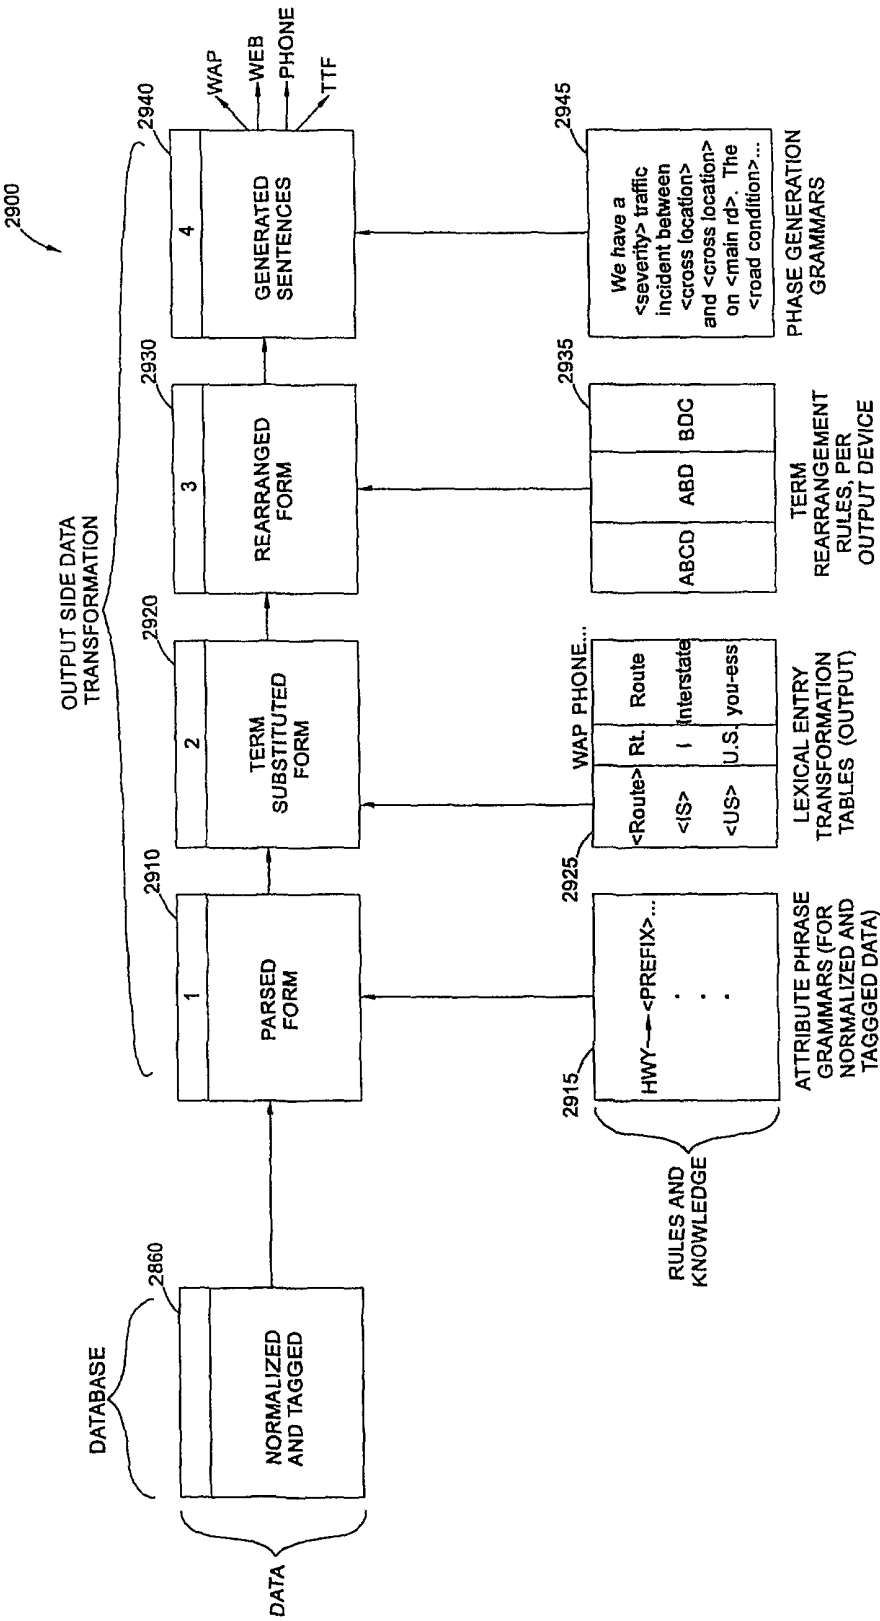 2900
OUTPUT SIDE DATA
TRANSFORMATION
DATABASE
2860
2910
2920
2930
2940
DATA
NORMALIZED
AND TAGGED
1
PARSED
FORM
2
TERM
SUBSTITUTED
FORM
3
REARRANGED
FORM
4
GENERATED
SENTENCES
WAP
WEB
PHONE
TTF
RULES AND
KNOWLEDGE
2915
HWY <PREFIX>...
. . .
ATTRIBUTE PHRASE
GRAMMARS (FOR
NORMALIZED AND
TAGGGED DATA)
2925
WAP PHONE...
<Route> Rt. Route
<IS> I Interstate
<US> U.S. you-ess
LEXICAL ENTRY
TRANSFORMATION
TABLES (OUTPUT)
2935
ABCD ABD BDC
TERM
REARRANGEMENT
RULES, PER
OUTPUT DEVICE
2945
We have a
<severity> traffic
incident between
<cross location>
and <cross location>
on <main rd>. The
<road condition>...
PHASE GENERATION
GRAMMARS